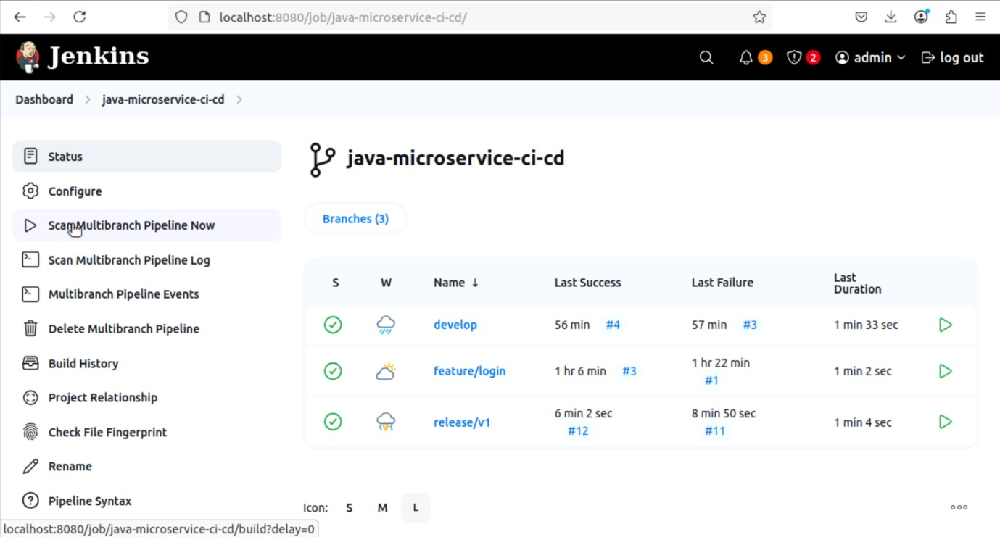 localhost:8080/job/java-microservice-ci-cd/
Jenkins
3
2
admin
log out
Dashboard
java-microservice-ci-cd
Status
Configure
Scan Multibranch Pipeline Now
Scan Multibranch Pipeline Log
Multibranch Pipeline Events
Delete Multibranch Pipeline
Build History
Project Relationship
Check File Fingerprint
Rename
Pipeline Syntax
java-microservice-ci-cd
Branches (3)
S W Name ↓ Last Success Last Failure Last Duration
develop 56 min #4 57 min #3 1 min 33 sec
feature/login 1 hr 6 min #3 1 hr 22 min #1 1 min 2 sec
release/v1 6 min 2 sec #12 8 min 50 sec #11 1 min 4 sec
Icon: S M L
localhost:8080/job/java-microservice-ci-cd/build?delay=0